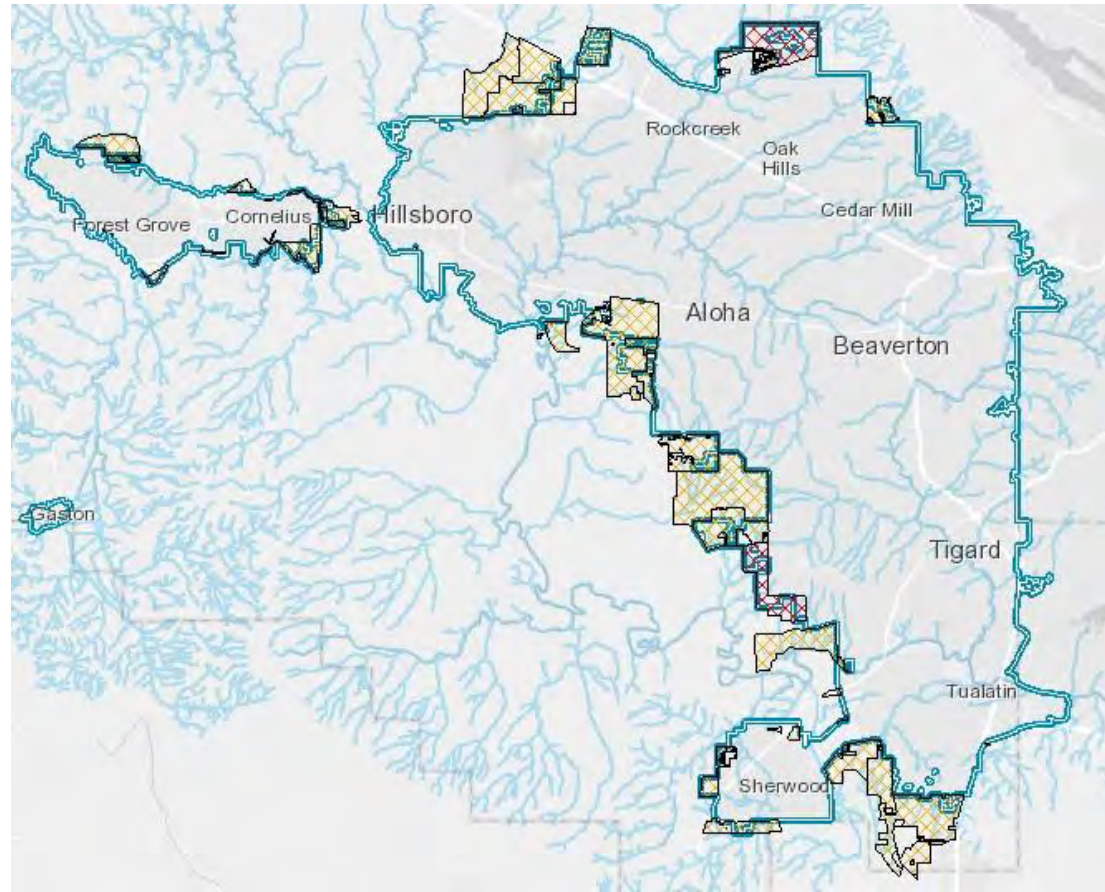 Rockcreek
Oak
Hills
Cedar Mill
Forest Grove
Cornelius
Hillsboro
Aloha
Beaverton
Gaston
Tigard
Tualatin
Sherwood